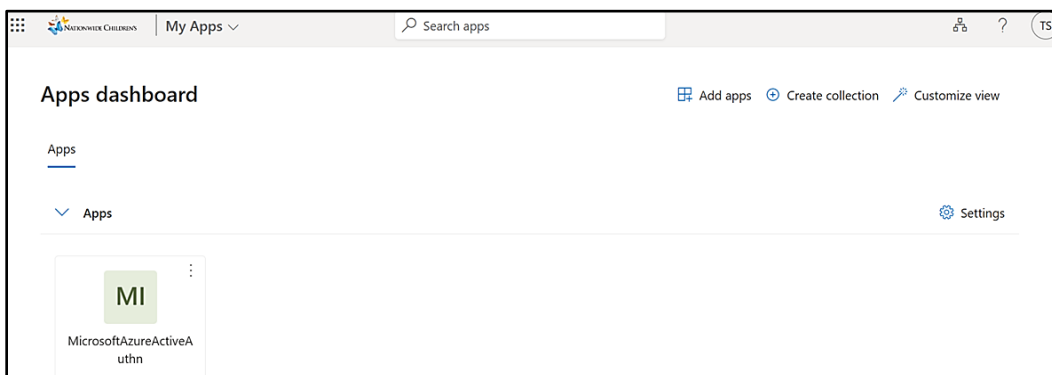 NATIONWIDE CHILDREN'S My Apps Search apps ? TS
Apps dashboard Add apps Create collection Customize view
Apps
Apps Settings
MI
MicrosoftAzureActiveA
uthn